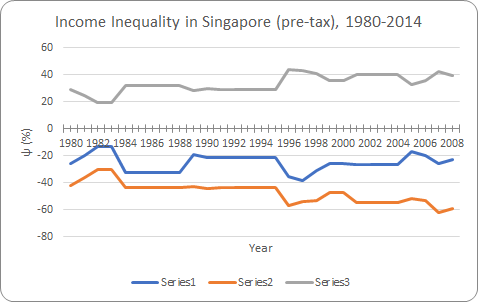 Income Inequality in Singapore (pre-tax), 1980-2014
60
40
20
0
-20
-40
-60
-80
ψ (%)
1980 1982 1984 1986 1988 1990 1992 1994 1996 1998 2000 2002 2004 2006 2008
Year
Series1 Series2 Series3